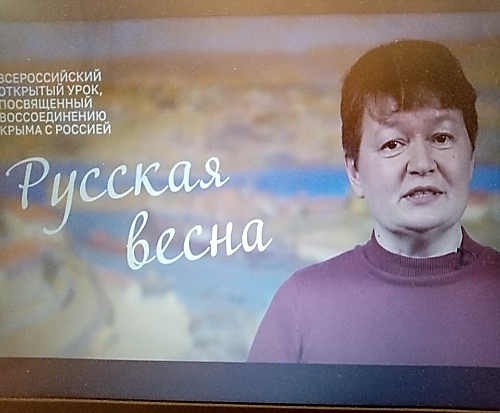 ВСЕРОССИЙСКИЙ
ОТКРЫТЫЙ УРОК,
ПОСВЯЩЕННЫЙ
ВОССОЕДИНЕНИЮ
КРЫМА С РОССИЕЙ
Русская
весна